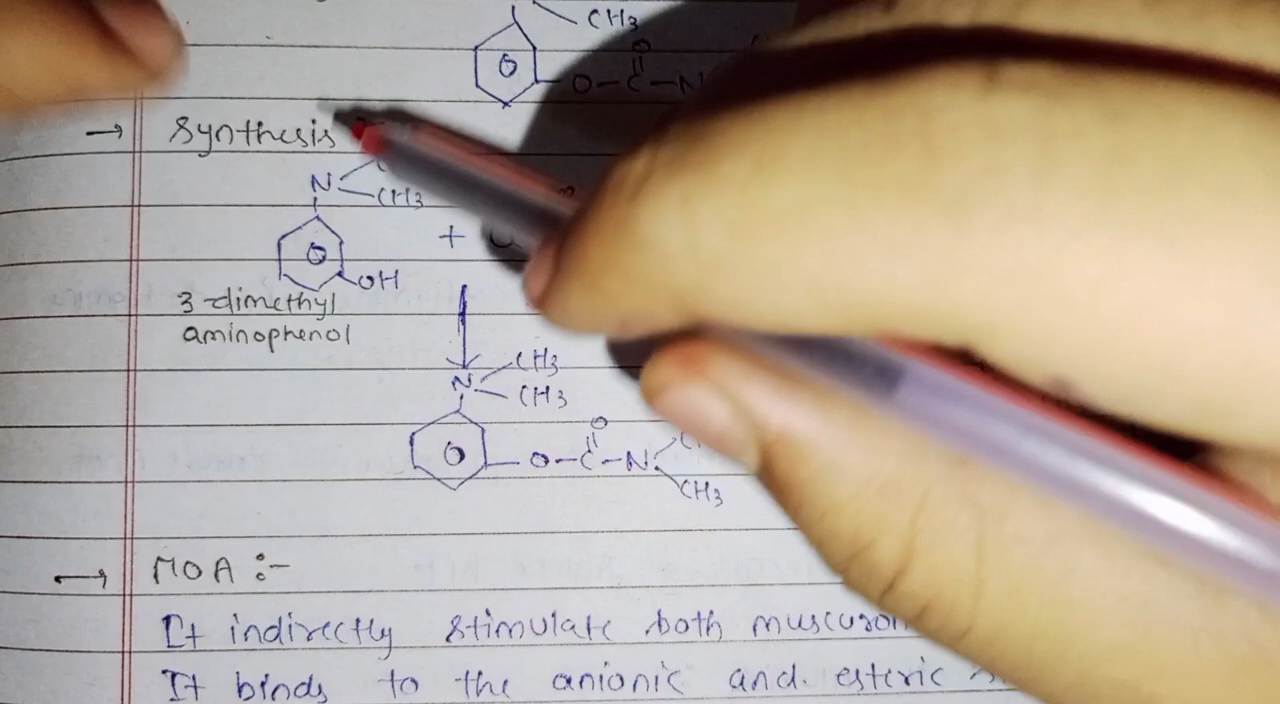 CH3
O
O-C-N
→ Synthesis
N
CH3
+
OH
3-dimethyl
aminophenol
N CH3
CH3
O
O-C-N
CH3
→ MOA :-
It indirectly stimulate both
It binds to the anionic and esteric